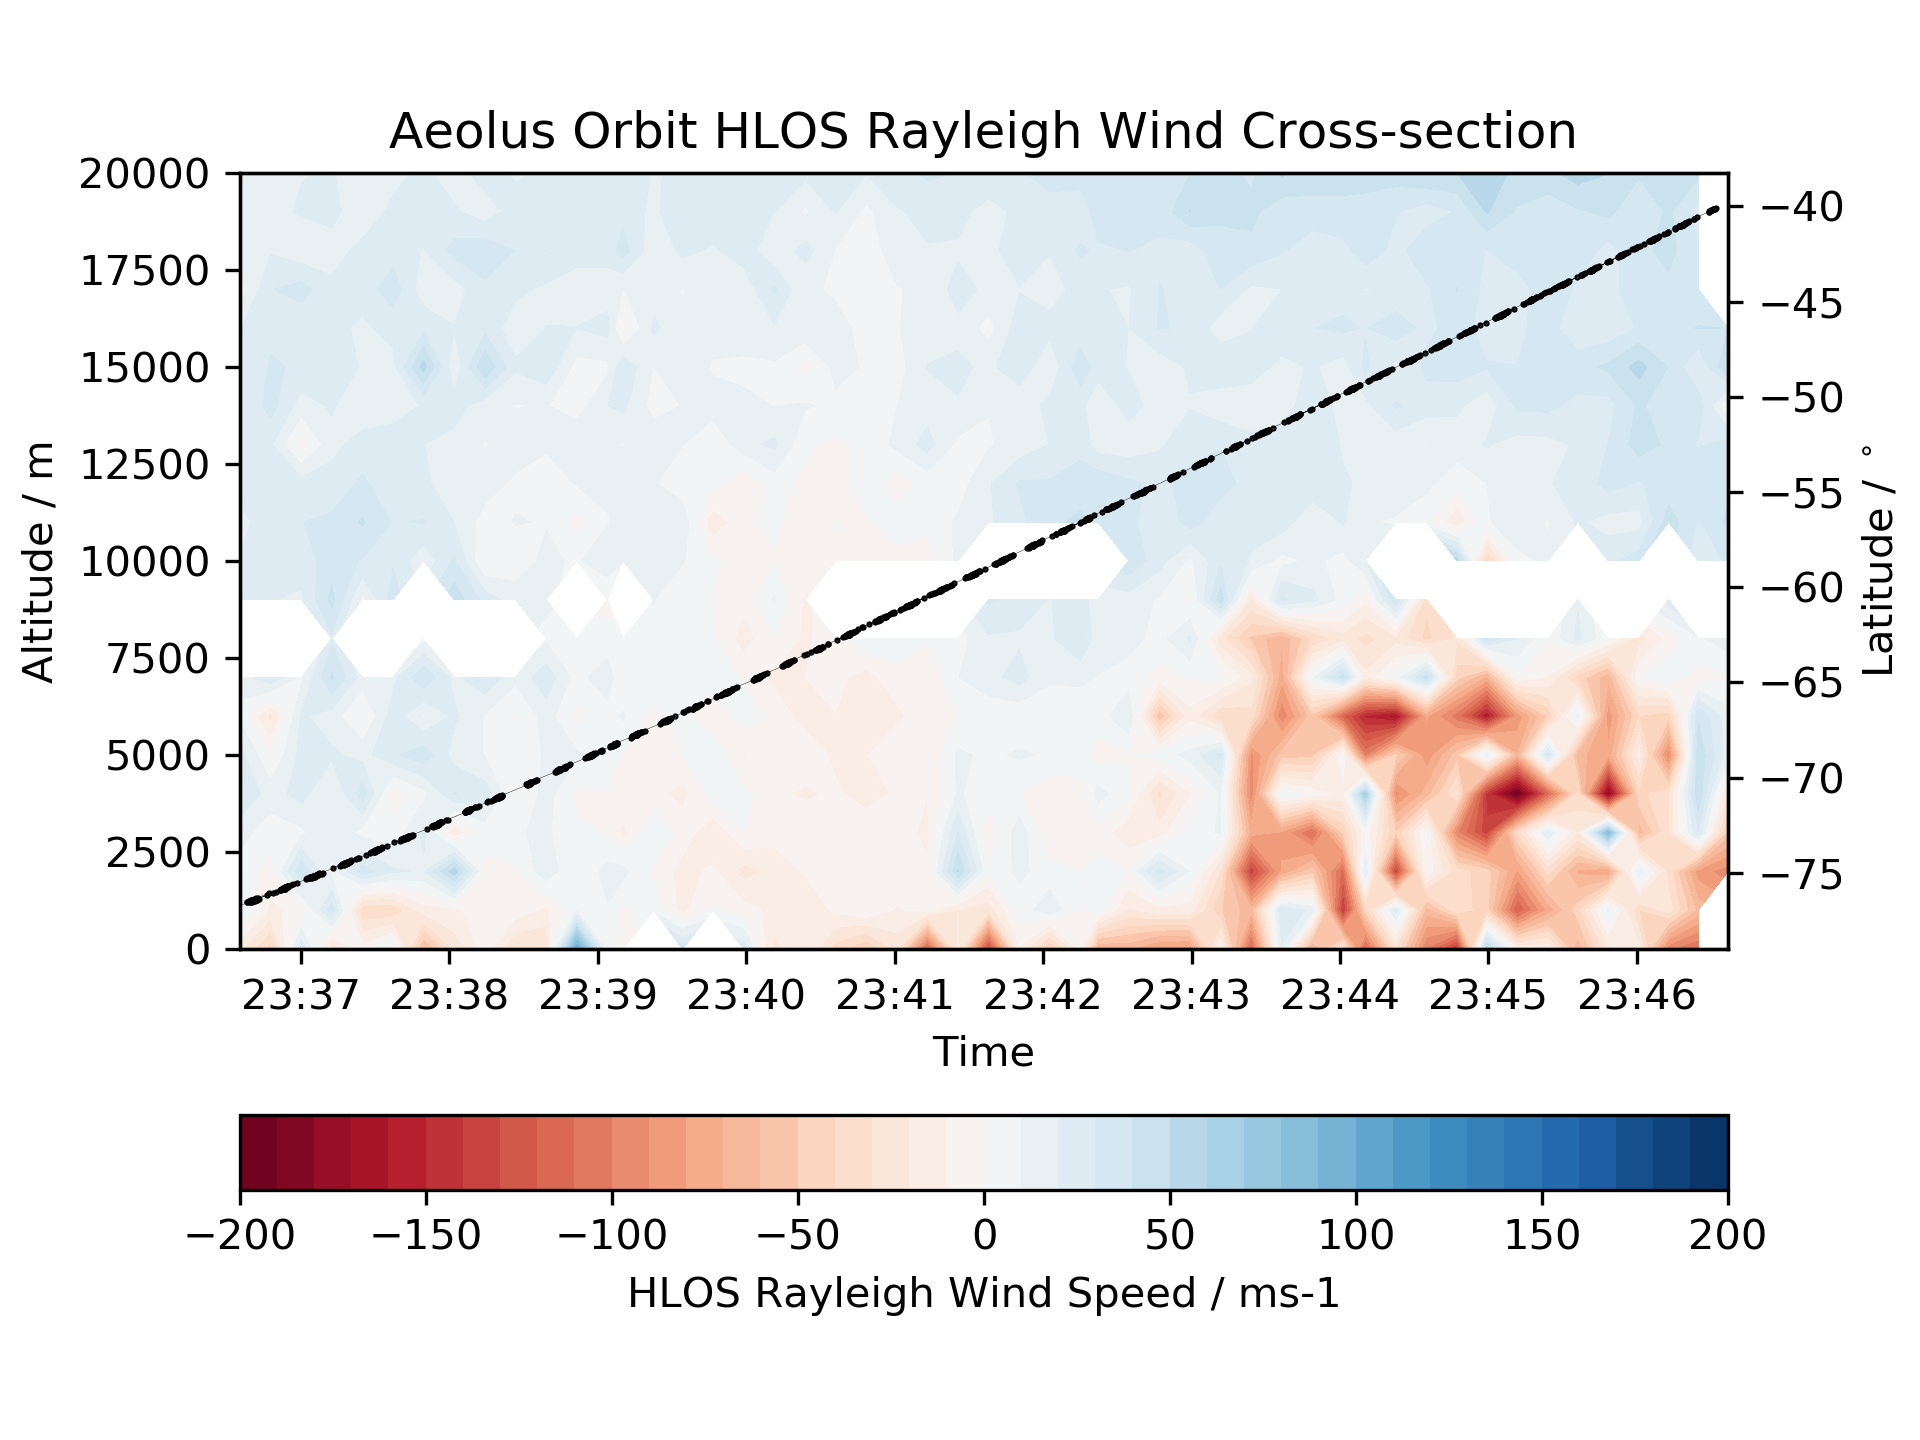 Aeolus Orbit HLOS Rayleigh Wind Cross-section
20000
17500
15000
12500
10000
7500
5000
2500
0
Altitude / m
−40
−45
−50
−55
−60
−65
−70
−75
Latitude / °
23:37 23:38 23:39 23:40 23:41 23:42 23:43 23:44 23:45 23:46
Time
−200 −150 −100 −50 0 50 100 150 200
HLOS Rayleigh Wind Speed / ms-1